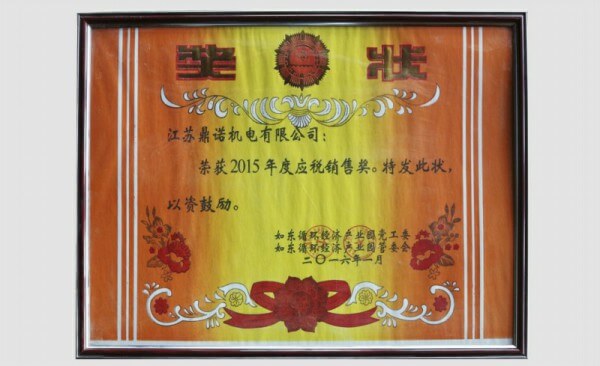 奖 状
江苏鼎诺机电有限公司：
荣获2015年度应税销售奖。特发此状，
以资鼓励。
如东循环经济产业园党工委
如东循环经济产业园管委会
二〇一六年一月